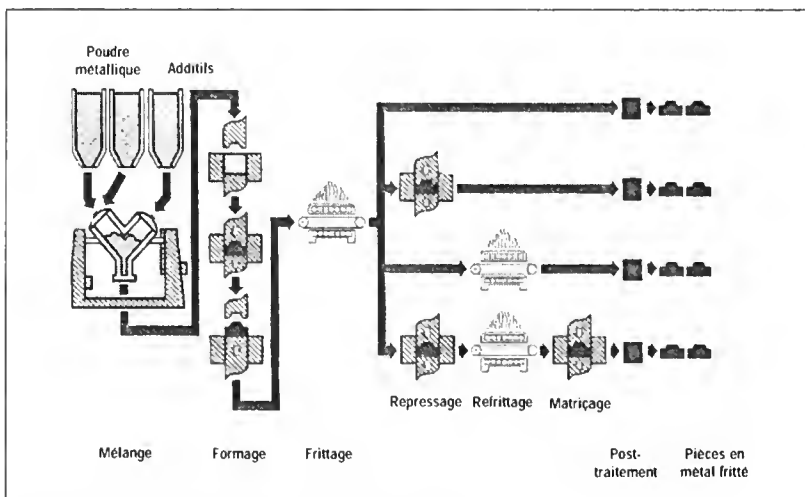 Poudre
métallique
Additifs
Repressage
Refrittage
Matriçage
Mélange
Formage
Frittage
Post-
traitement
Pièces en
métal fritté